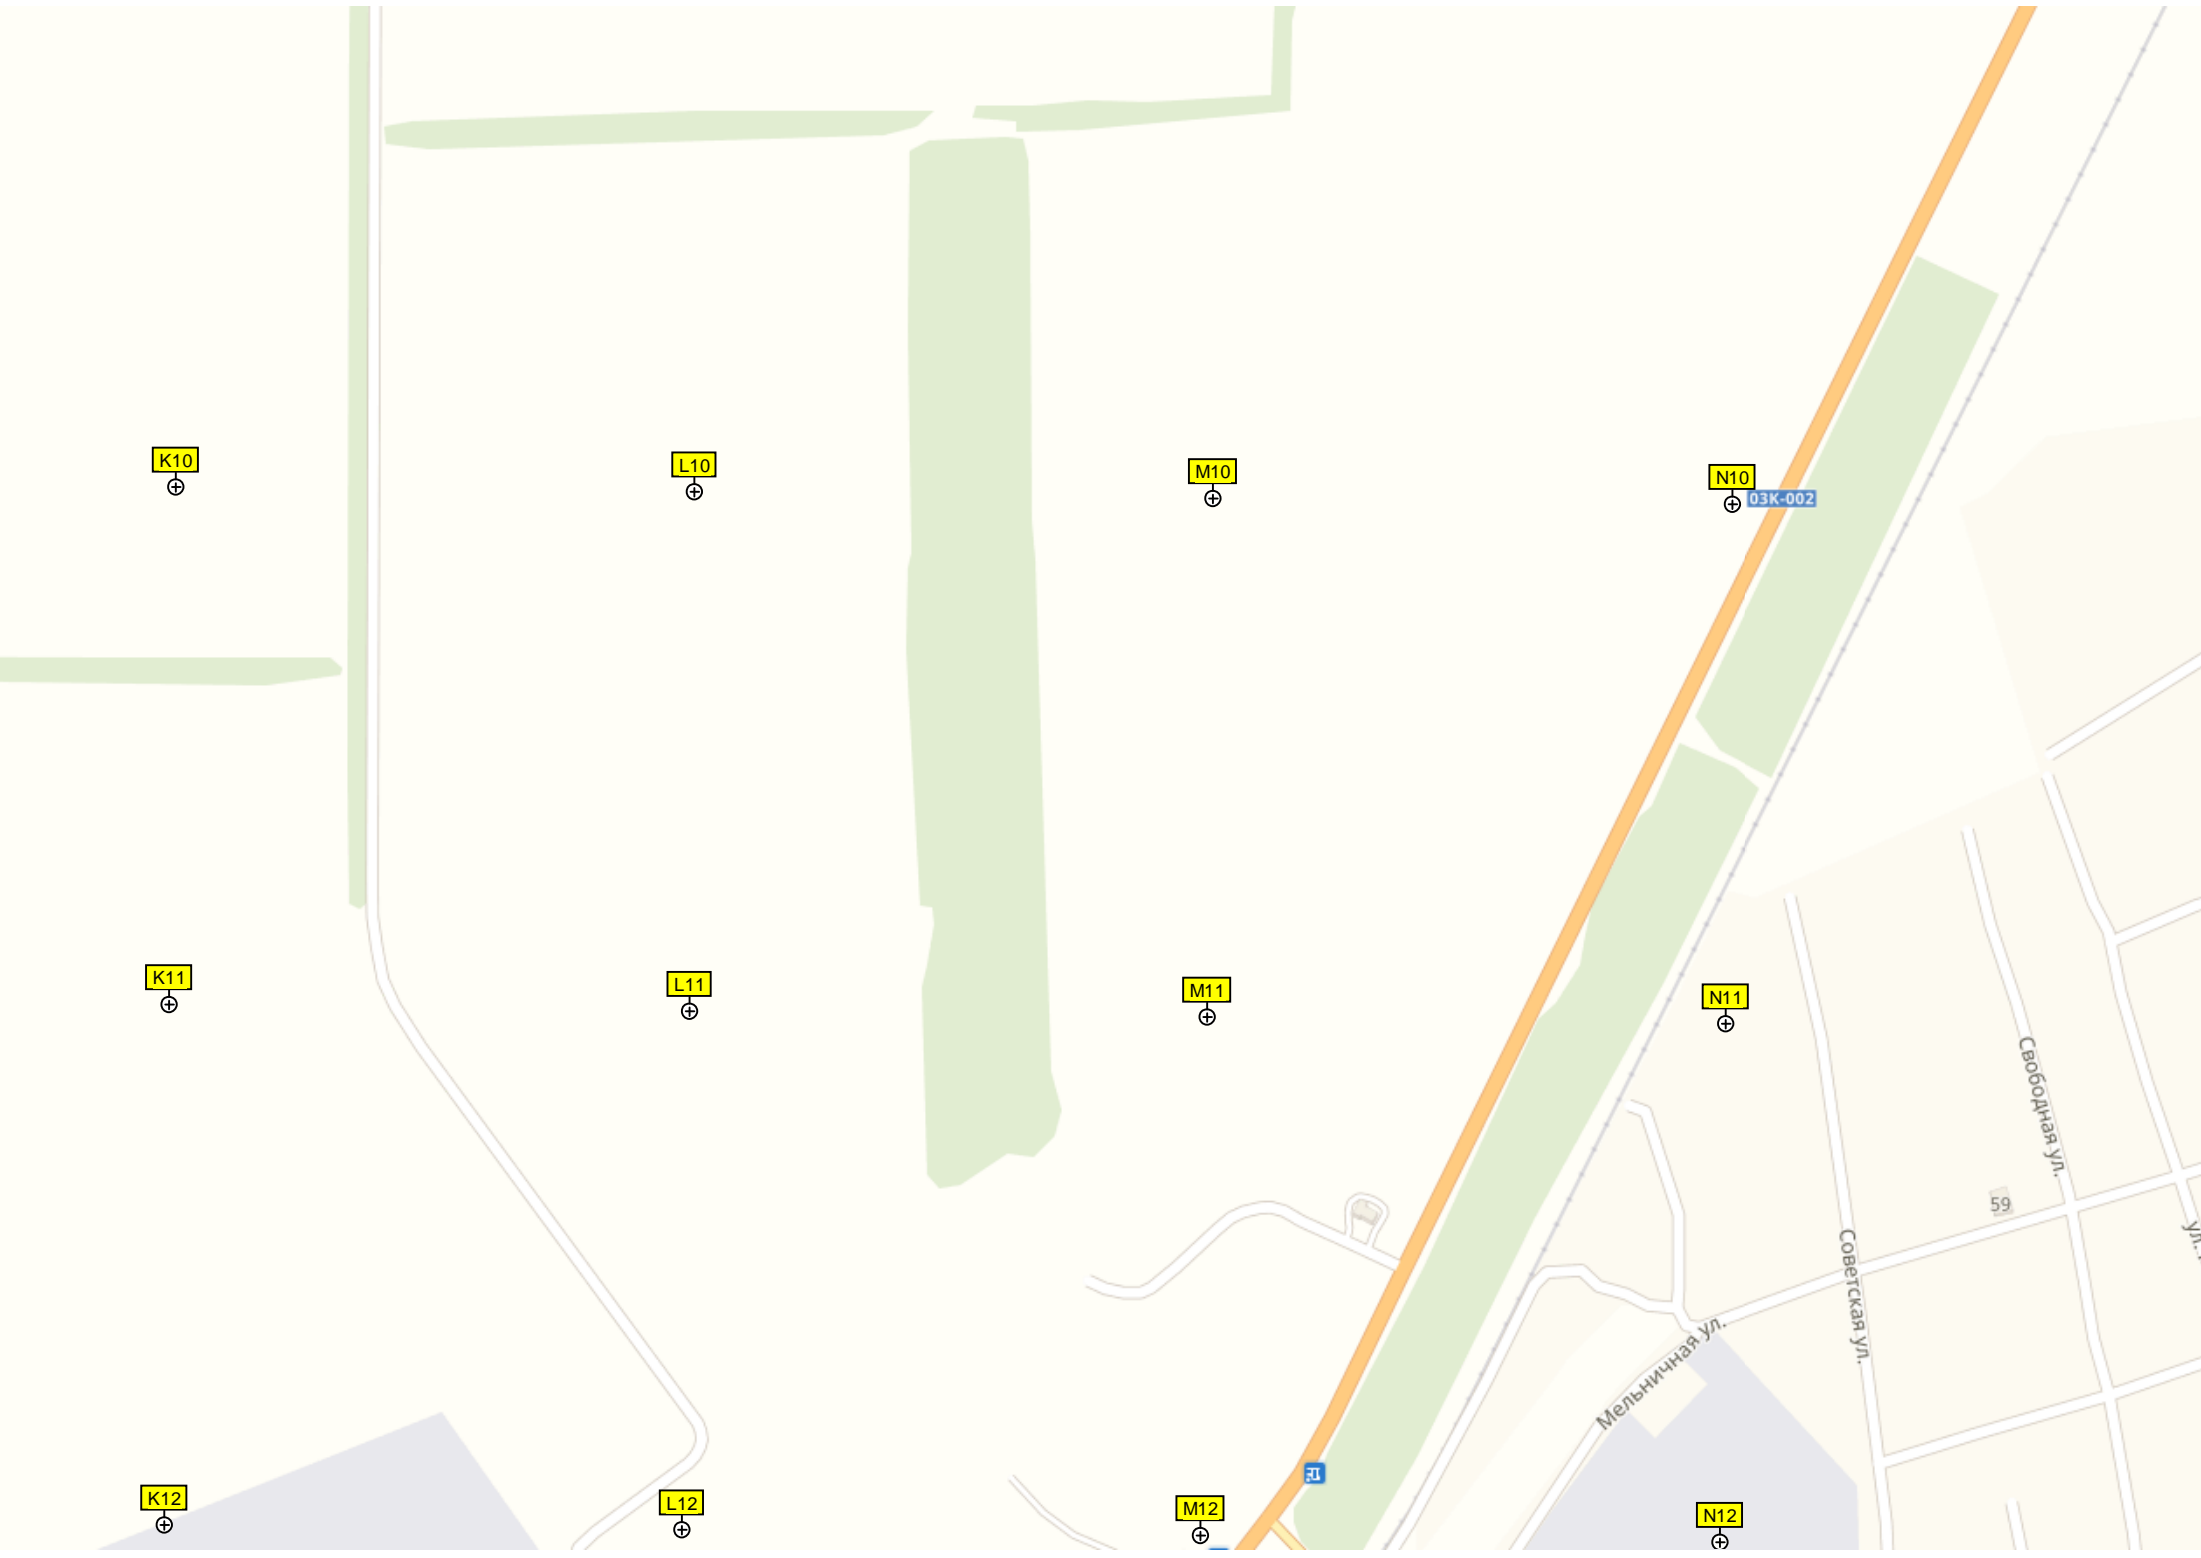 K10
L10
M10
N10
03К-002
K11
L11
M11
N11
Свободная ул.
59
Советская ул.
Мельничная ул.
K12
L12
M12
N12